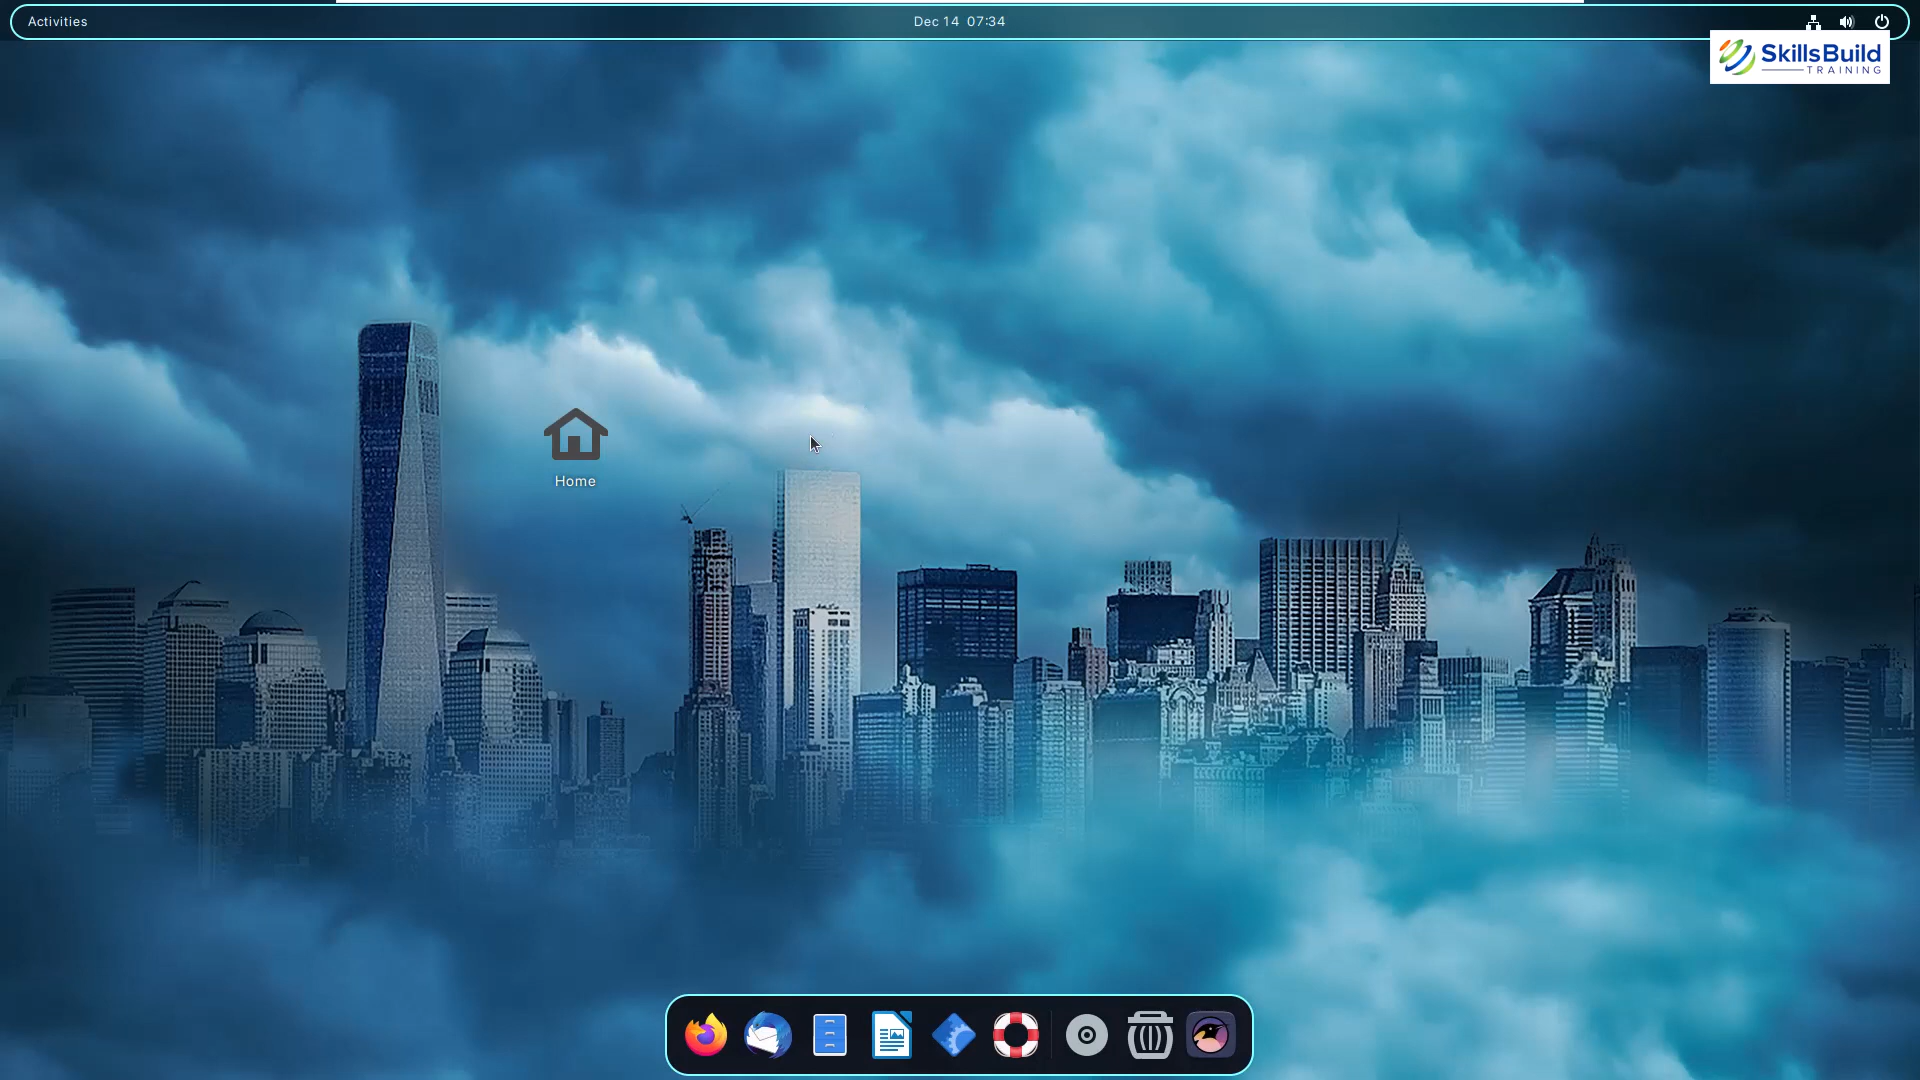 Activities
Dec 14 07:34
SkillsBuild
TRAINING
Home